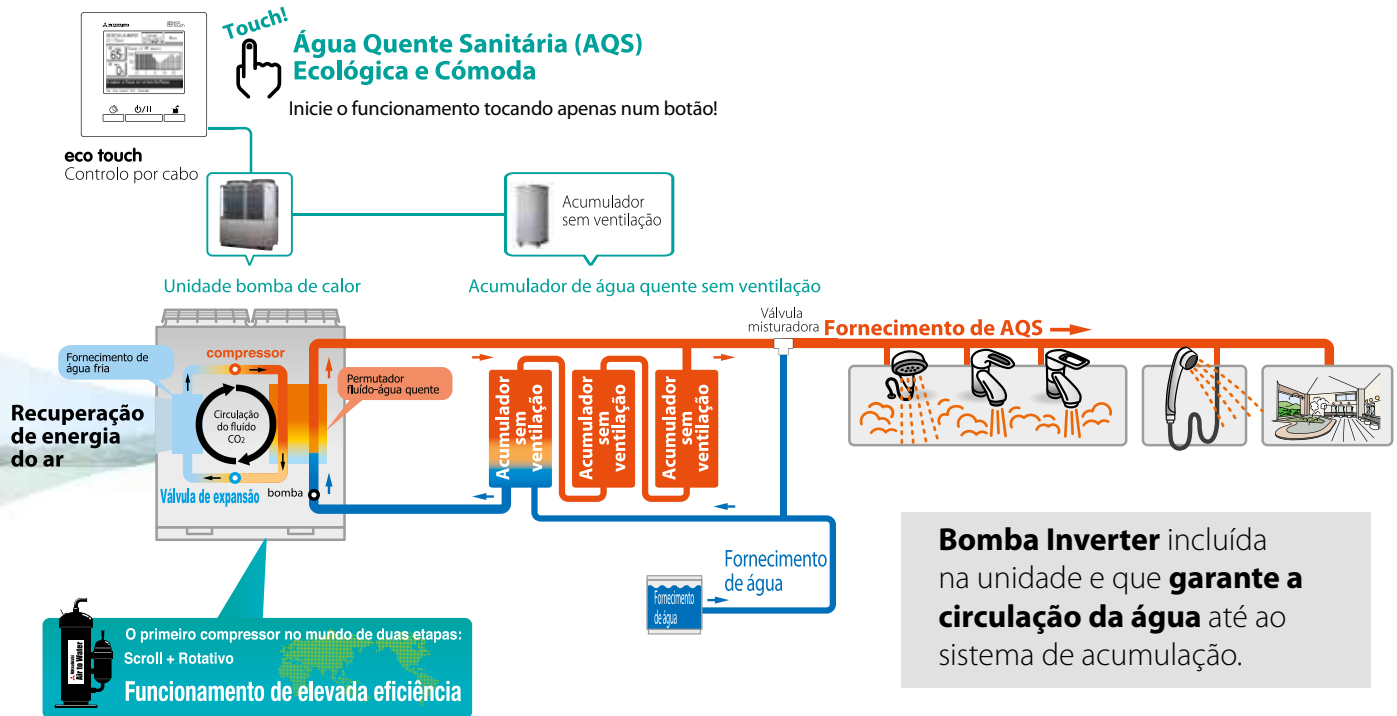 Touch!
Água Quente Sanitária (AQS)
Ecológica e Cómoda
Inicie o funcionamento tocando apenas num botão!
eco touch
Controlo por cabo
Acumulador
sem ventilação
Unidade bomba de calor
Acumulador de água quente sem ventilação
Válvula
misturadora
Fornecimento de AQS
Fornecimento de
água fria
compressor
Permutador
fluído-água quente
Recuperação
de energia
do ar
Circulação
do fluído
CO2
Válvula de expansão
bomba
Acumulador
sem
ventilação
Acumulador
sem
ventilação
Acumulador
sem
ventilação
Fornecimento
de água
Fornecimento
de água
Bomba Inverter incluída
na unidade e que garante a
circulação da água até ao
sistema de acumulação.
O primeiro compressor no mundo de duas etapas:
Scroll + Rotativo
Funcionamento de elevada eficiência
Air to Water